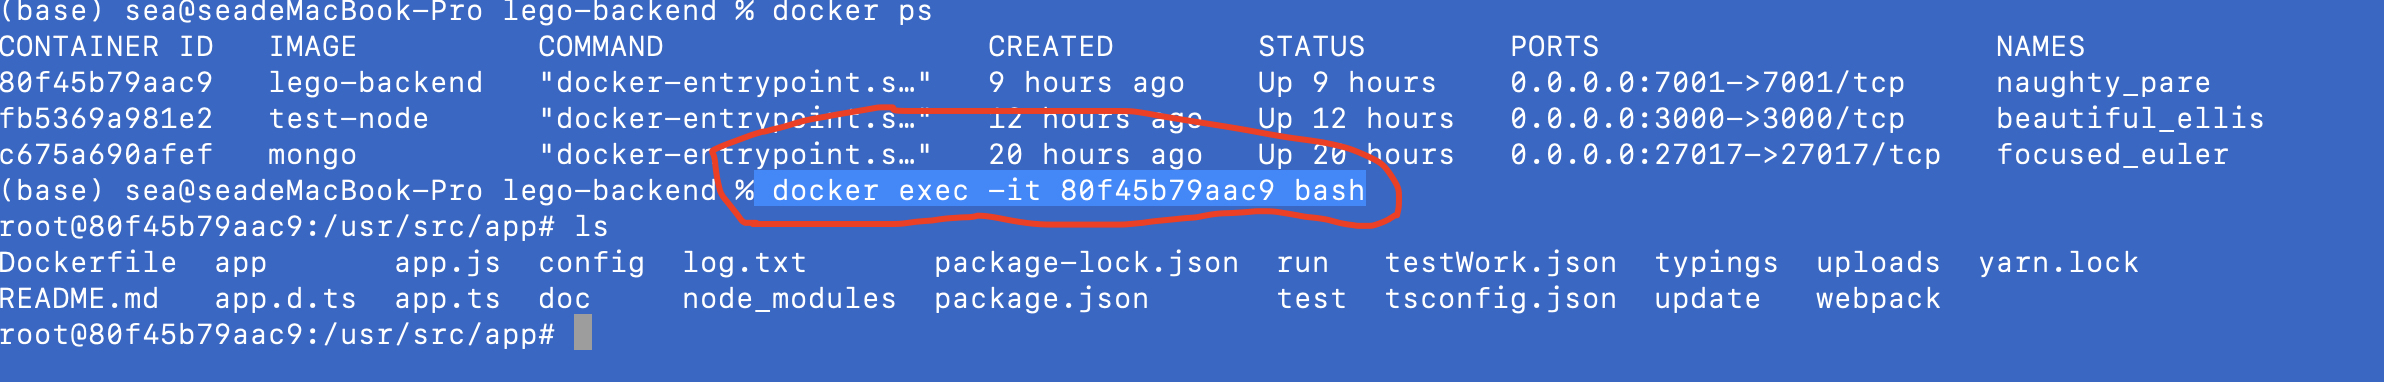 (base) sea@seadeMacBook-Pro lego-backend % docker ps
CONTAINER ID   IMAGE          COMMAND                  CREATED        STATUS        PORTS                      NAMES
80f45b79aac9   lego-backend   "docker-entrypoint.s…"   9 hours ago    Up 9 hours    0.0.0.0:7001->7001/tcp     naughty_pare
fb5369a981e2   test-node      "docker-entrypoint.s…"   12 hours ago   Up 12 hours   0.0.0.0:3000->3000/tcp     beautiful_ellis
c675a690afef   mongo          "docker-entrypoint.s…"   20 hours ago   Up 20 hours   0.0.0.0:27017->27017/tcp   focused_euler
(base) sea@seadeMacBook-Pro lego-backend % docker exec -it 80f45b79aac9 bash
root@80f45b79aac9:/usr/src/app# ls
Dockerfile  app       app.js  config  log.txt       package-lock.json  run   testWork.json  typings  uploads  yarn.lock
README.md   app.d.ts  app.ts  doc     node_modules  package.json       test  tsconfig.json  update   webpack
root@80f45b79aac9:/usr/src/app#